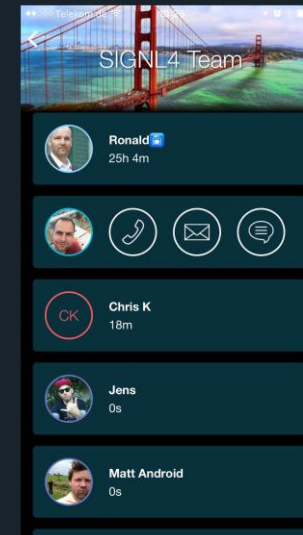 Telekom.de
SIGNL4 Team
Ronald
25h 4m
CK
Chris K
18m
Jens
0s
Matt Android
0s